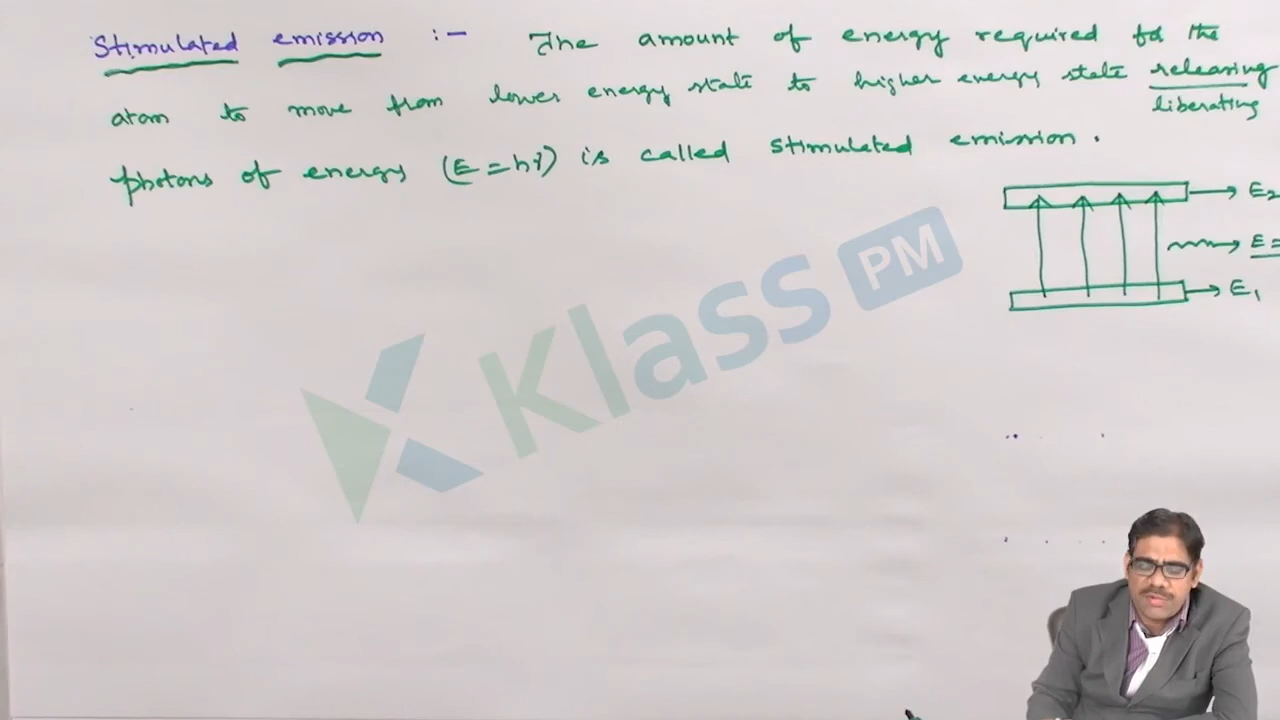 Stimulated emission :- The amount of energy required for the
atom to move from lower energy state to higher energy state releasing
liberating
photons of energy (E = hγ) is called stimulated emission.
E2
E =
E1
Klass PM